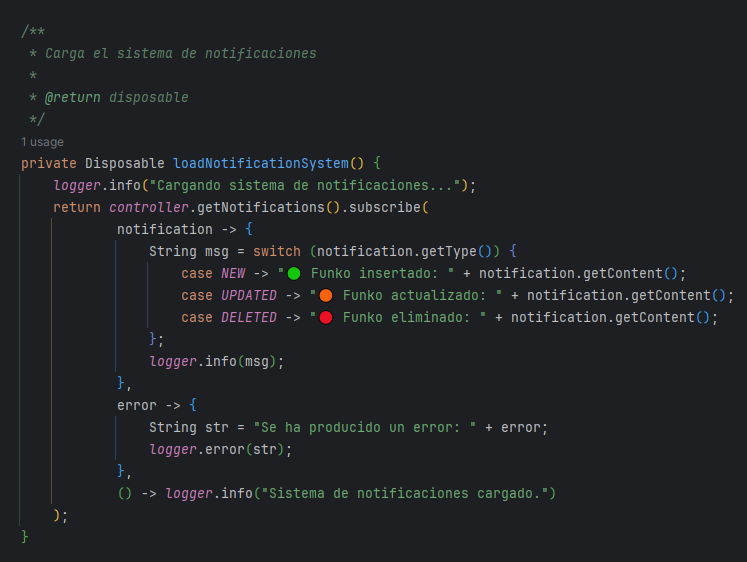 /**
 * Carga el sistema de notificaciones
 *
 * @return disposable
 */
1 usage
private Disposable loadNotificationSystem() {
    logger.info("Cargando sistema de notificaciones...");
    return controller.getNotifications().subscribe(
            notification -> {
                String msg = switch (notification.getType()) {
                    case NEW -> "🟢 Funko insertado: " + notification.getContent();
                    case UPDATED -> "🟠 Funko actualizado: " + notification.getContent();
                    case DELETED -> "🔴 Funko eliminado: " + notification.getContent();
                };
                logger.info(msg);
            },
            error -> {
                String str = "Se ha producido un error: " + error;
                logger.error(str);
            },
            () -> logger.info("Sistema de notificaciones cargado.")
    );
}